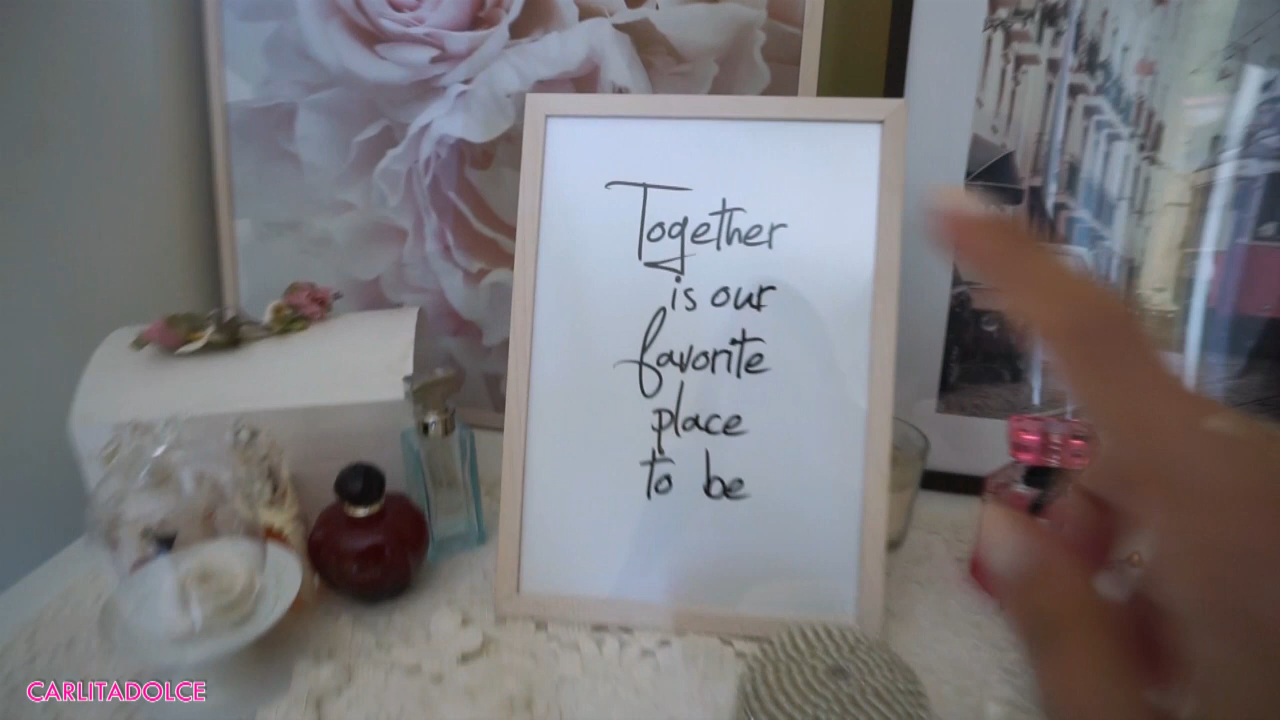 Together
is our
favorite
place
to be
CARLITADOLCE